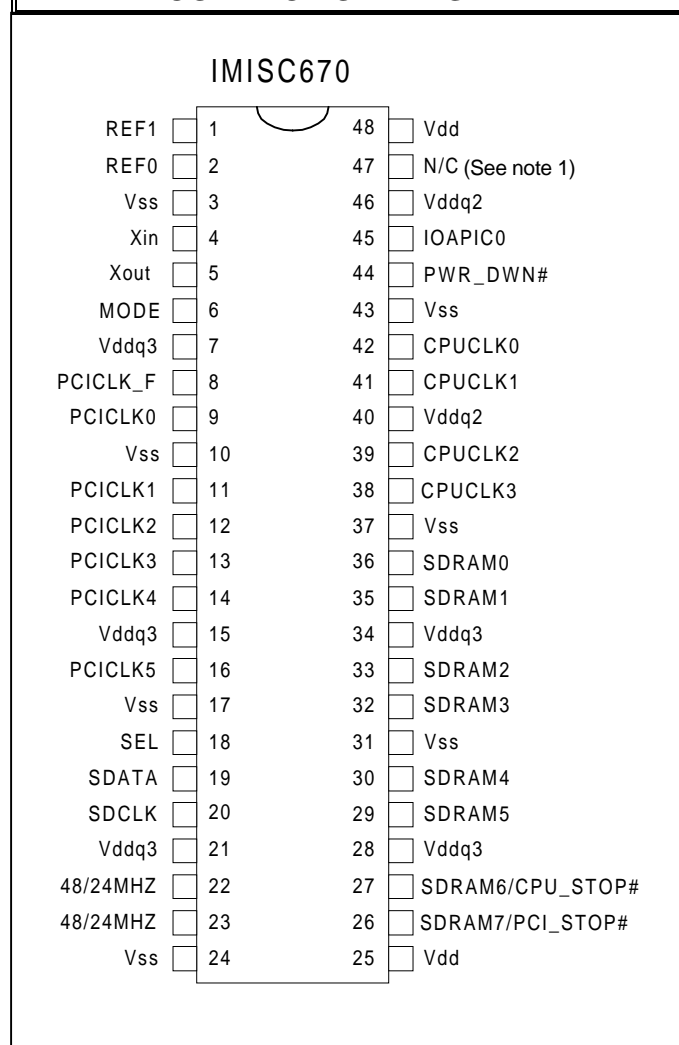 IMISC670
REF1 1 48 Vdd
REF0 2 47 N/C (See note 1)
Vss 3 46 Vddq2
Xin 4 45 IOAPIC0
Xout 5 44 PWR_DWN#
MODE 6 43 Vss
Vddq3 7 42 CPUCLK0
PCICLK_F 8 41 CPUCLK1
PCICLK0 9 40 Vddq2
Vss 10 39 CPUCLK2
PCICLK1 11 38 CPUCLK3
PCICLK2 12 37 Vss
PCICLK3 13 36 SDRAM0
PCICLK4 14 35 SDRAM1
Vddq3 15 34 Vddq3
PCICLK5 16 33 SDRAM2
Vss 17 32 SDRAM3
SEL 18 31 Vss
SDATA 19 30 SDRAM4
SDCLK 20 29 SDRAM5
Vddq3 21 28 Vddq3
48/24MHZ 22 27 SDRAM6/CPU_STOP#
48/24MHZ 23 26 SDRAM7/PCI_STOP#
Vss 24 25 Vdd